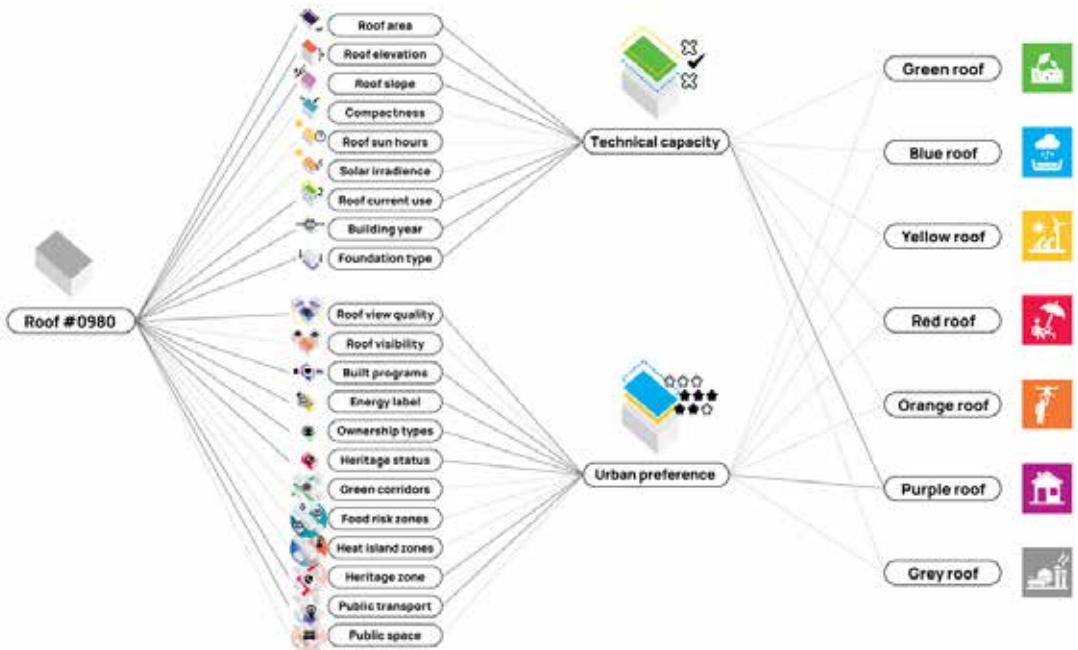 Roof #0980
Roof area
Roof elevation
Roof slope
Compactness
Roof sun hours
Solar irradience
Roof current use
Building year
Foundation type
Roof view quality
Roof visibility
Built programs
Energy label
Ownership types
Heritage status
Green corridors
Food risk zones
Heat island zones
Heritage zone
Public transport
Public space
Technical capacity
Urban preference
Green roof
Blue roof
Yellow roof
Red roof
Orange roof
Purple roof
Grey roof